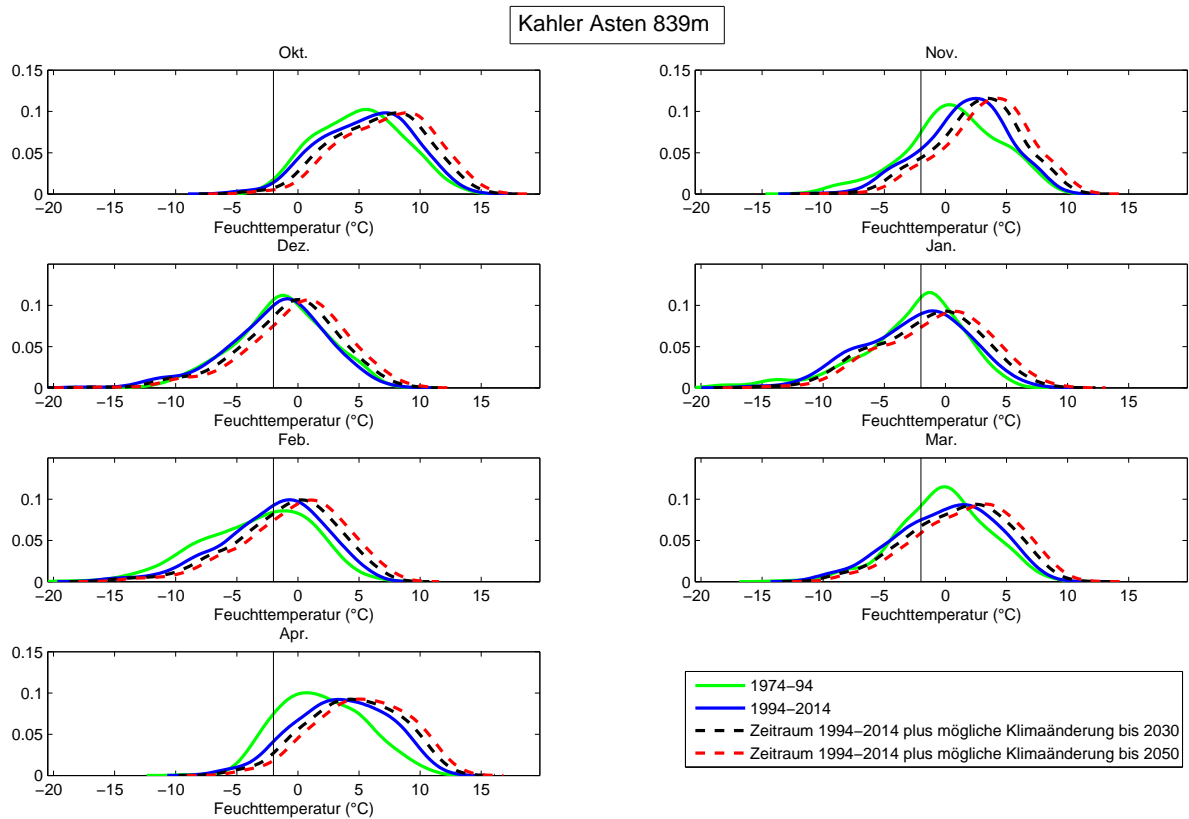 Kahler Asten 839m
Okt.
0.15
0.1
0.05
0
−20 −15 −10 −5 0 5 10 15
Feuchttemperatur (°C)
Nov.
0.15
0.1
0.05
0
−20 −15 −10 −5 0 5 10 15
Feuchttemperatur (°C)
Dez.
0.1
0.05
0
−20 −15 −10 −5 0 5 10 15
Feuchttemperatur (°C)
Jan.
0.1
0.05
0
−20 −15 −10 −5 0 5 10 15
Feuchttemperatur (°C)
Feb.
0.1
0.05
0
−20 −15 −10 −5 0 5 10 15
Feuchttemperatur (°C)
Mar.
0.1
0.05
0
−20 −15 −10 −5 0 5 10 15
Feuchttemperatur (°C)
Apr.
0.15
0.1
0.05
0
−20 −15 −10 −5 0 5 10 15
Feuchttemperatur (°C)
1974−94
1994−2014
Zeitraum 1994−2014 plus mögliche Klimaänderung bis 2030
Zeitraum 1994−2014 plus mögliche Klimaänderung bis 2050